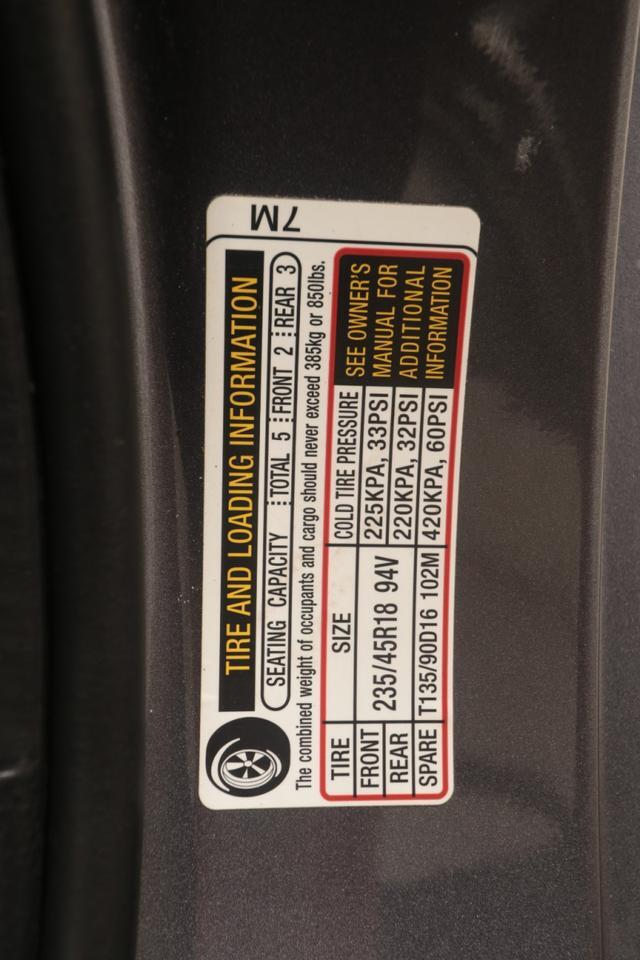 7M
TIRE AND LOADING INFORMATION
SEATING CAPACITY TOTAL 5 FRONT 2 REAR 3
The combined weight of occupants and cargo should never exceed 385kg or 850lbs.
TIRE SIZE COLD TIRE PRESSURE SEE OWNER'S MANUAL FOR ADDITIONAL INFORMATION
FRONT 235/45R18 94V 225KPA, 33PSI
REAR 220KPA, 32PSI
SPARE T135/90D16 102M 420KPA, 60PSI